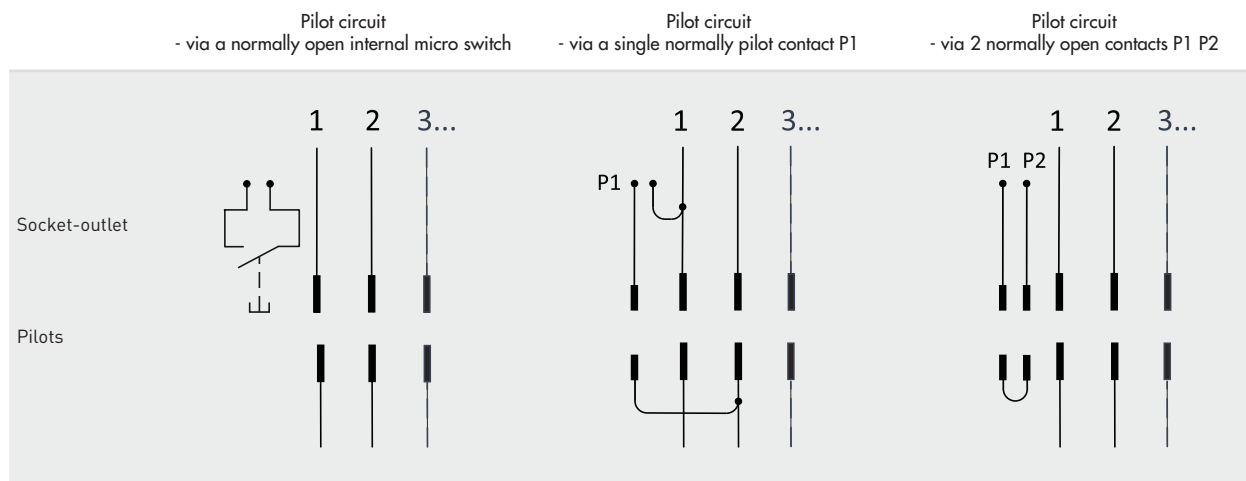 Pilot circuit
- via a normally open internal micro switch
Pilot circuit
- via a single normally pilot contact P1
Pilot circuit
- via 2 normally open contacts P1 P2
1 2 3...
P1
1 2 3...
P1 P2
1 2 3...
Socket-outlet
Pilots